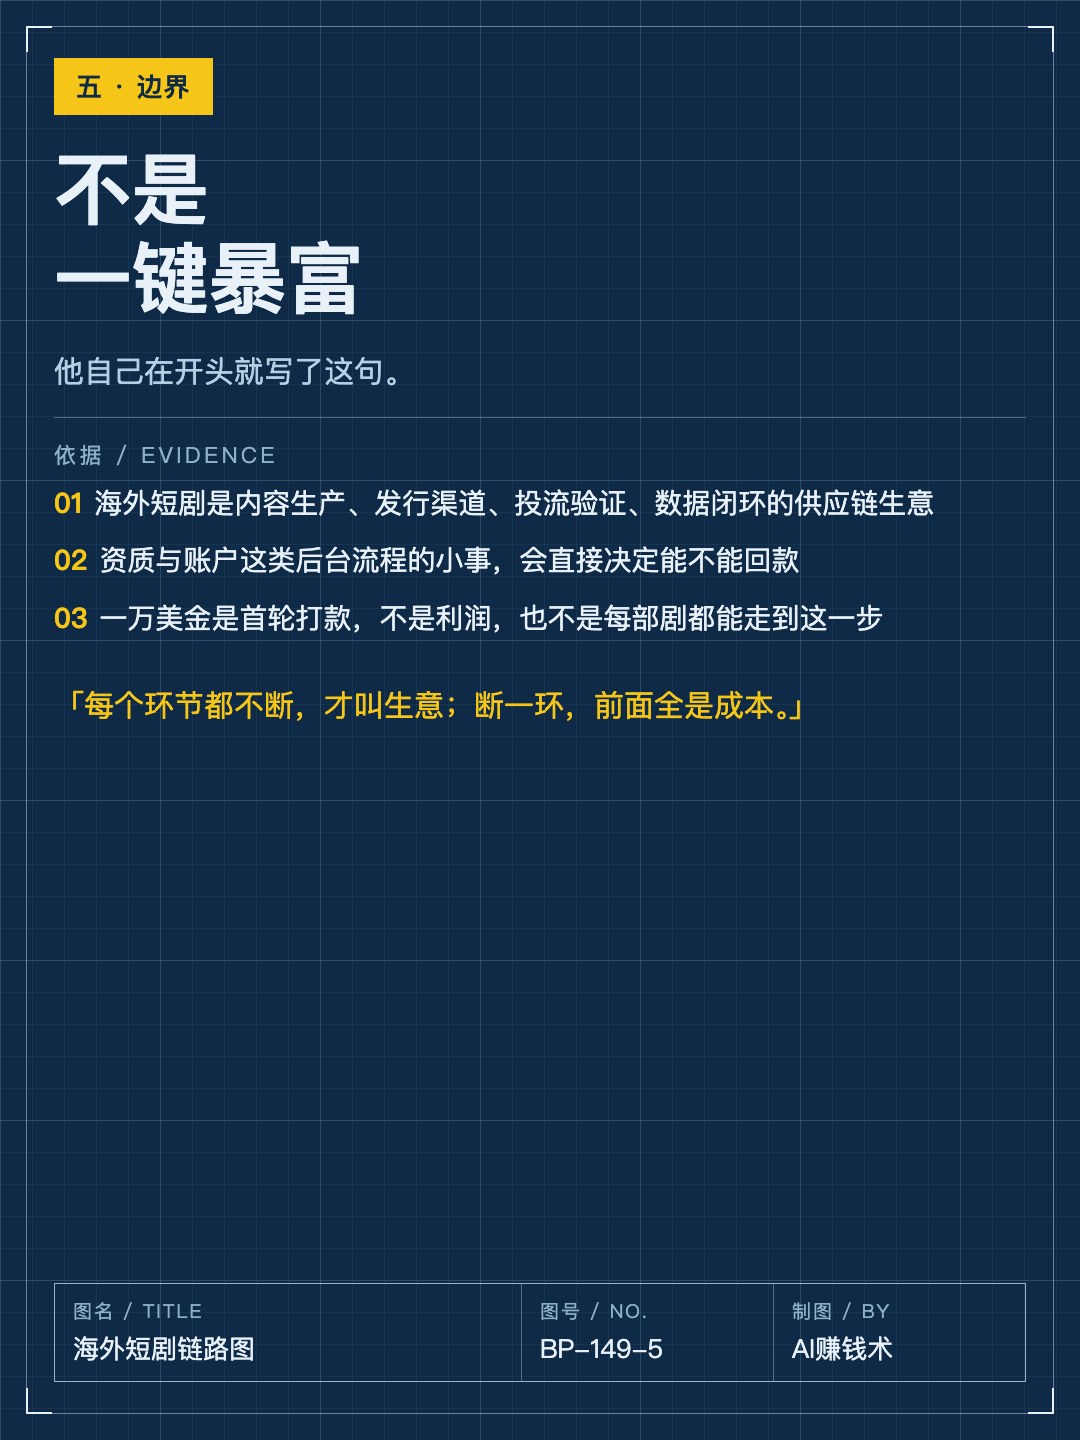 五 · 边界
不是
一键暴富
他自己在开头就写了这句。
依据 / EVIDENCE
01 海外短剧是内容生产、发行渠道、投流验证、数据闭环的供应链生意
02 资质与账户这类后台流程的小事，会直接决定能不能回款
03 一万美金是首轮打款，不是利润，也不是每部剧都能走到这一步
「每个环节都不断，才叫生意；断一环，前面全是成本。」
图名 / TITLE
海外短剧链路图
图号 / NO.
BP-149-5
制图 / BY
AI赚钱术